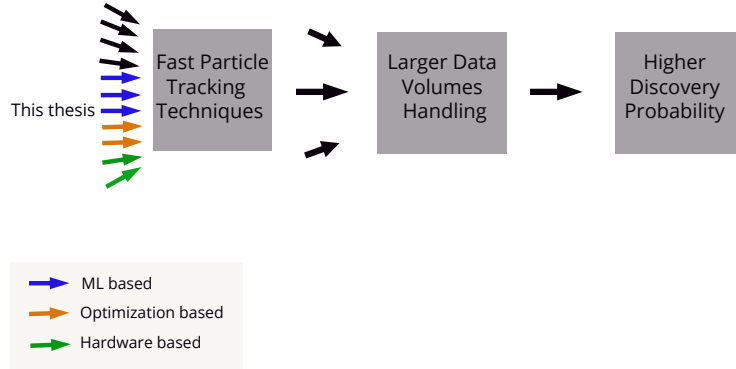 This thesis
Fast Particle
Tracking
Techniques
Larger Data
Volumes
Handling
Higher
Discovery
Probability
ML based
Optimization based
Hardware based